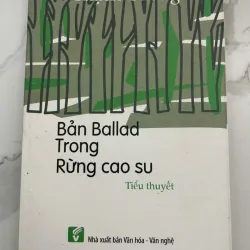 Bản Ballad
Trong
Rừng cao su
Tiểu thuyết
Nhà xuất bản Văn hóa - Văn nghệ